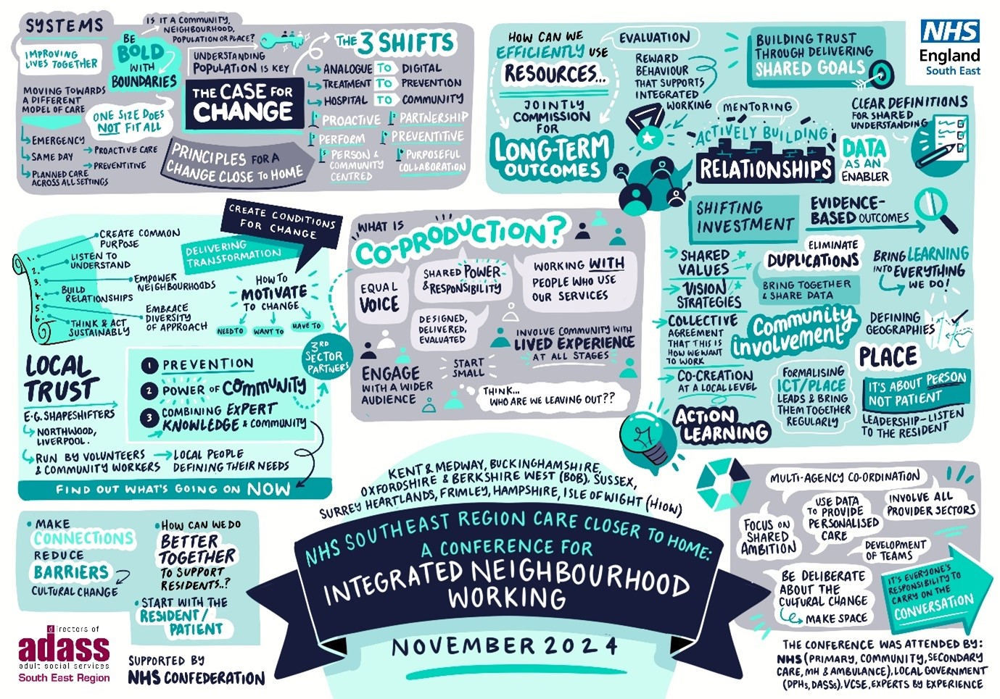 SYSTEMS
IMPROVING
LIVES TOGETHER
MOVING TOWARDS
A DIFFERENT
MODEL OF CARE
EMERGENCY
SAME DAY
PLANNED CARE
ACROSS ALL SETTINGS
PROACTIVE CARE
PREVENTITIVE
BE
BOLD
WITH
BOUNDARIES
IS IT A COMMUNITY,
NEIGHBOURHOOD,
POPULATION OR PLACE?
ONE SIZE DOES
NOT FIT ALL
UNDERSTANDING
POPULATION IS KEY
THE CASE FOR
CHANGE
PRINCIPLES FOR A
CHANGE CLOSE TO HOME
THE 3 SHIFTS
ANALOGUE TO DIGITAL
TREATMENT TO PREVENTION
HOSPITAL TO COMMUNITY
PROACTIVE
PARTNERSHIP
PERFORM
PREVENTITIVE
PERSON &
COMMUNITY
CENTRED
PURPOSEFUL
COLLABORATION
HOW CAN WE
EFFICIENTLY USE
RESOURCES...
JOINTLY
COMMISSION
FOR
LONG-TERM
OUTCOMES
EVALUATION
REWARD
BEHAVIOUR
THAT SUPPORTS
INTEGRATED
WORKING
BUILDING TRUST
THROUGH DELIVERING
SHARED GOALS
NHS
England
South East
MENTORING
ACTIVELY BUILDING
RELATIONSHIPS
DATA
AS AN
ENABLER
CLEAR DEFINITIONS
FOR SHARED
UNDERSTANDING
SHIFTING
INVESTMENT
EVIDENCE-
BASED OUTCOMES
SHARED
VALUES
VISION
STRATEGIES
COLLECTIVE
AGREEMENT
THAT THIS IS
HOW WE WANT
TO WORK
CO-CREATION
AT A LOCAL LEVEL
ACTION
LEARNING
ELIMINATE
DUPLICATIONS
BRING TOGETHER
& SHARE DATA
Community
involvement
FORMALISING
ICT/PLACE
LEADS & BRING
THEM TOGETHER
REGULARLY
BRING LEARNING
INTO EVERYTHING
WE DO!
DEFINING
GEOGRAPHIES
PLACE
IT'S ABOUT PERSON
NOT PATIENT
LEADERSHIP - LISTEN
TO THE RESIDENT
CREATE CONDITIONS
FOR CHANGE
DELIVERING
TRANSFORMATION
1.
CREATE COMMON
PURPOSE
2.
LISTEN TO
UNDERSTAND
3.
EMPOWER
NEIGHBOURHOODS
4.
BUILD
RELATIONSHIPS
5.
EMBRACE
DIVERSITY
OF APPROACH
6.
THINK & ACT
SUSTAINABLY
HOW TO
MOTIVATE
TO CHANGE
NEED TO
WANT TO
HAVE TO
LOCAL
TRUST
E.G. SHAPESHIFTERS
NORTHWOOD,
LIVERPOOL.
RUN BY VOLUNTEERS
& COMMUNITY WORKERS
LOCAL PEOPLE
DEFINING THEIR NEEDS
1 PREVENTION
2 POWER OF Community
3 COMBINING EXPERT
KNOWLEDGE & COMMUNITY
3RD
SECTOR
PARTNERS
FIND OUT WHAT'S GOING ON NOW
WHAT IS
CO-PRODUCTION?
EQUAL
VOICE
SHARED POWER
& RESPONSIBILITY
WORKING WITH
PEOPLE WHO USE
OUR SERVICES
DESIGNED,
DELIVERED,
EVALUATED
INVOLVE COMMUNITY WITH
LIVED EXPERIENCE
AT ALL STAGES
ENGAGE
WITH A WIDER
AUDIENCE
START
SMALL
THINK...
WHO ARE WE LEAVING OUT??
KENT & MEDWAY, BUCKINGHAMSHIRE,
OXFORDSHIRE & BERKSHIRE WEST (BOB), SUSSEX,
SURREY HEARTLANDS, FRIMLEY, HAMPSHIRE, ISLE OF WIGHT (HIOW)
NHS SOUTHEAST REGION CARE CLOSER TO HOME:
A CONFERENCE FOR
INTEGRATED NEIGHBOURHOOD
WORKING
NOVEMBER 2024
MAKE
CONNECTIONS
REDUCE
BARRIERS
CULTURAL CHANGE
HOW CAN WE DO
BETTER
TOGETHER
TO SUPPORT
RESIDENTS..?
START WITH THE
RESIDENT/
PATIENT
directors of
adass
adult social services
South East Region
SUPPORTED BY
NHS CONFEDERATION
MULTI-AGENCY CO-ORDINATION
FOCUS ON
SHARED
AMBITION
USE DATA
TO PROVIDE
PERSONALISED
CARE
INVOLVE ALL
PROVIDER SECTORS
DEVELOPMENT
OF TEAMS
BE DELIBERATE
ABOUT THE
CULTURAL CHANGE
MAKE SPACE
IT'S EVERYONE'S
RESPONSIBILITY TO
CARRY ON THE
CONVERSATION
THE CONFERENCE WAS ATTENDED BY:
NHS (PRIMARY, COMMUNITY, SECONDARY
CARE, MH & AMBULANCE), LOCAL GOVERNMENT
(DPHs, DASSs), VCSE, EXPERTS BY EXPERIENCE